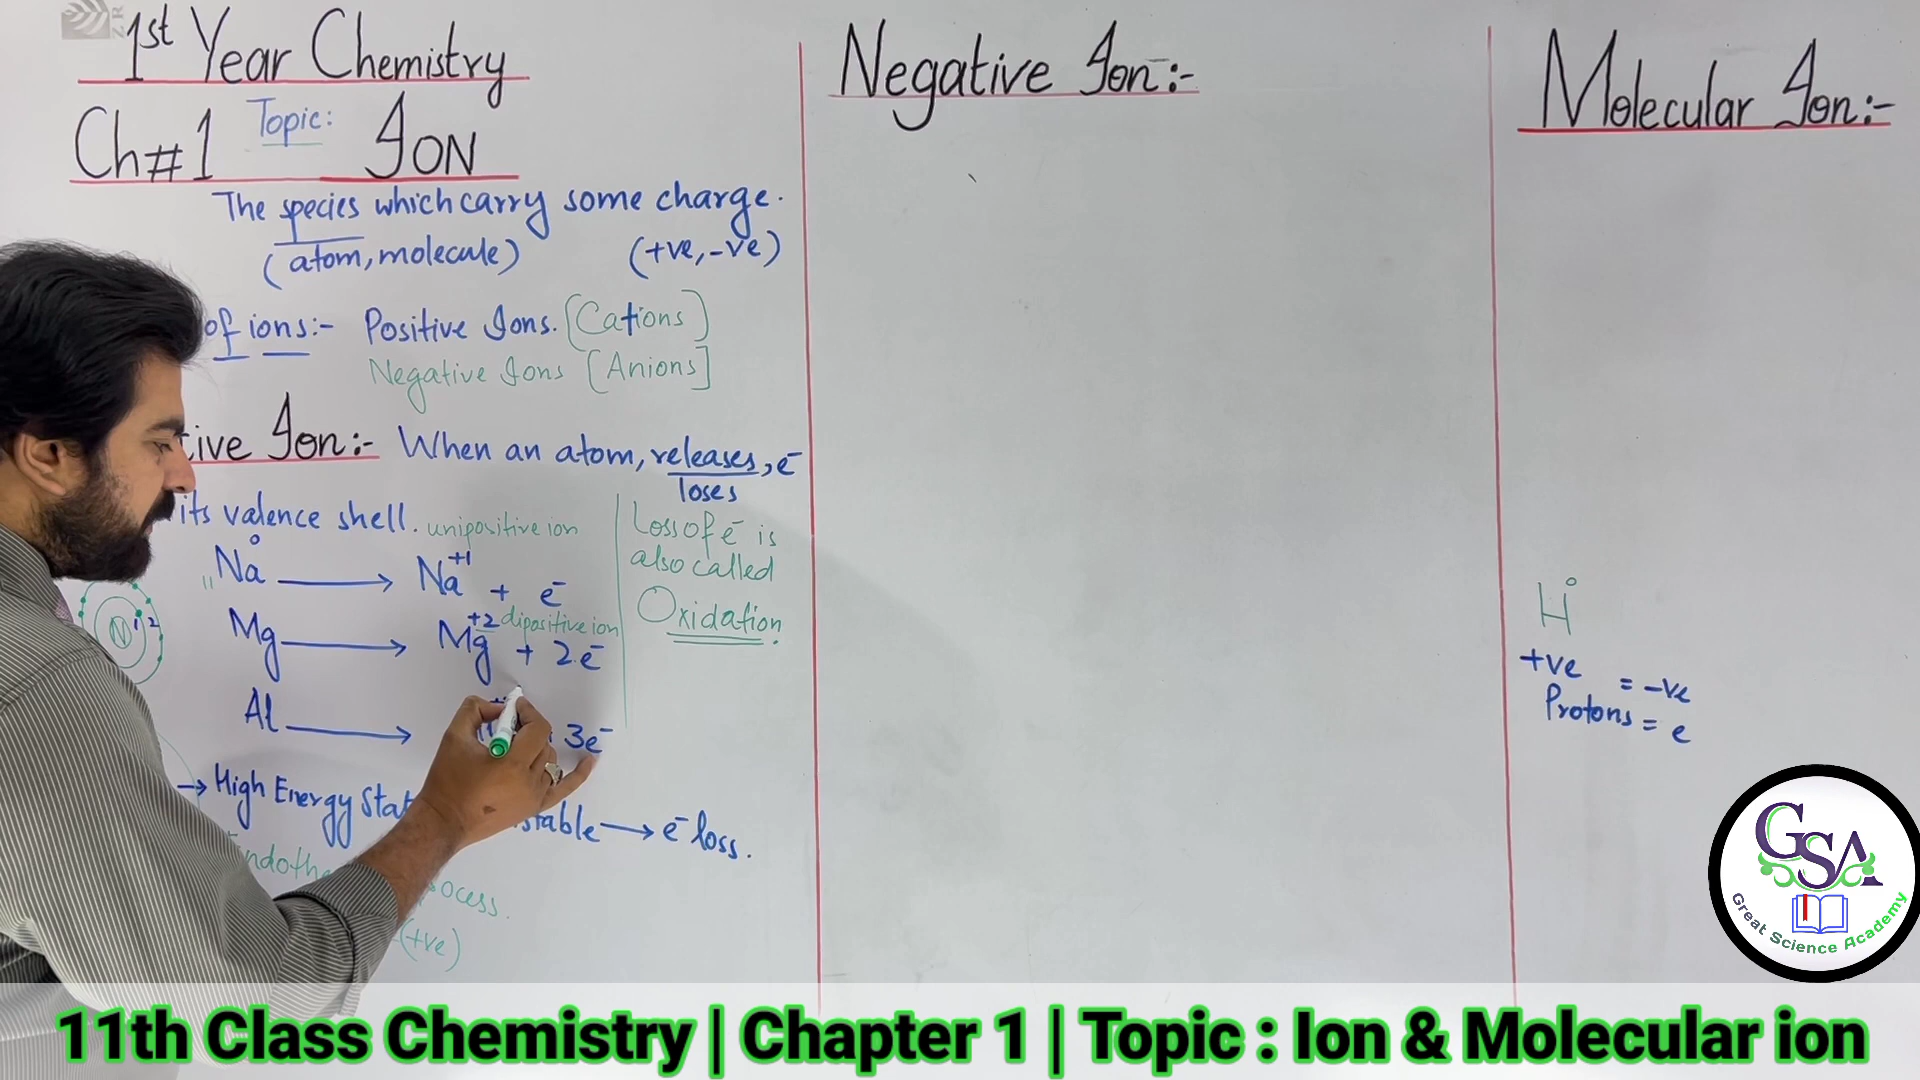 1st Year Chemistry
Ch#1 Topic: ION
The species which carry some charge.
(atom, molecule) (+ve, -ve)
of ions:- Positive Ions. [Cations]
Negative Ions [Anions]
tive Ion:- When an atom, releases, e⁻
loses
its valence shell. unipositive ion
Na° ⟶ Na⁺¹ + e⁻
11
Mg ⟶ Mg⁺² + 2e⁻
dipositive ion
N 12
Al ⟶ 3e⁻
→ High Energy Stat stable ⟶ e⁻ loss.
ndothe ocess.
(+ve)
Loss of e⁻ is
also called
Oxidation.
Negative Ion:-
Molecular Ion:-
H°
+ve = -ve
Protons = e
GSA
Great Science Academy
11th Class Chemistry | Chapter 1 | Topic : Ion & Molecular ion